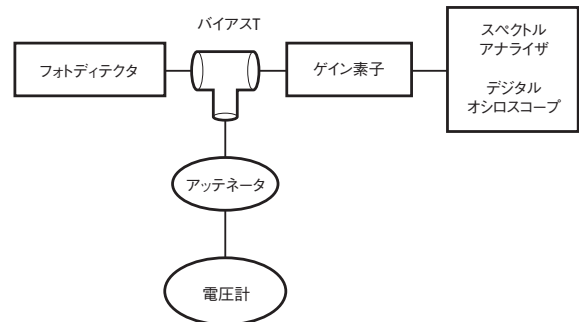 バイアスT
フォトディテクタ
ゲイン素子
スペクトル
アナライザ
デジタル
オシロスコープ
アッテネータ
電圧計